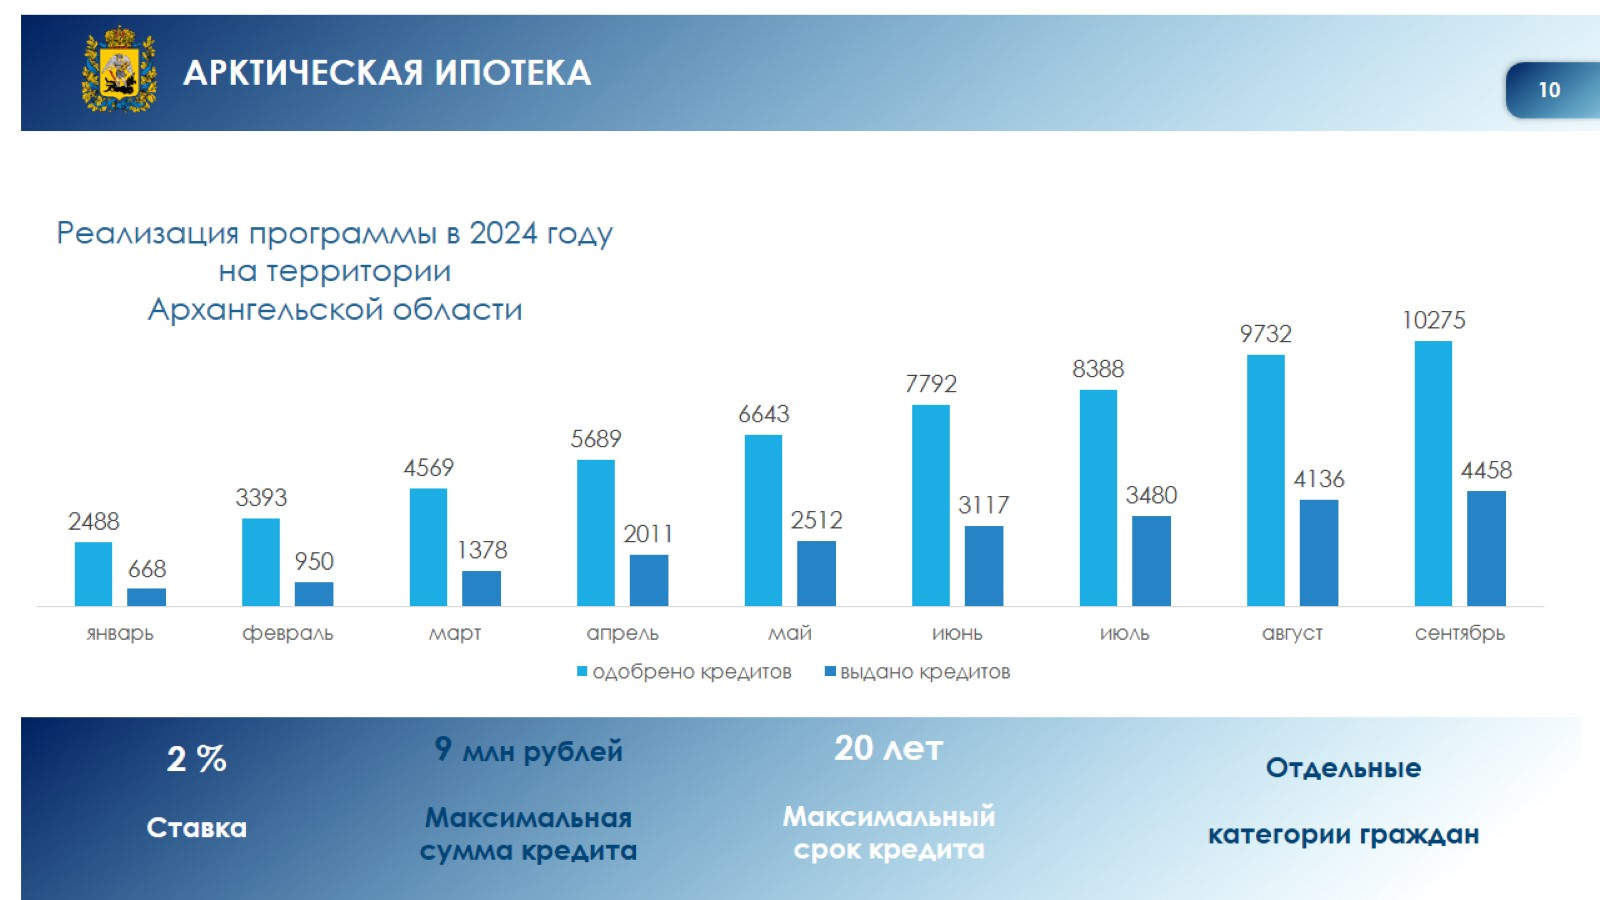 АРКТИЧЕСКАЯ ИПОТЕКА
10
Реализация программы в 2024 году
на территории
Архангельской области
2488
668
3393
950
4569
1378
5689
2011
6643
2512
7792
3117
8388
3480
9732
4136
10275
4458
январь
февраль
март
апрель
май
июнь
июль
август
сентябрь
одобрено кредитов
выдано кредитов
2 %
Ставка
9 млн рублей
Максимальная
сумма кредита
20 лет
Максимальный
срок кредита
Отдельные
категории граждан